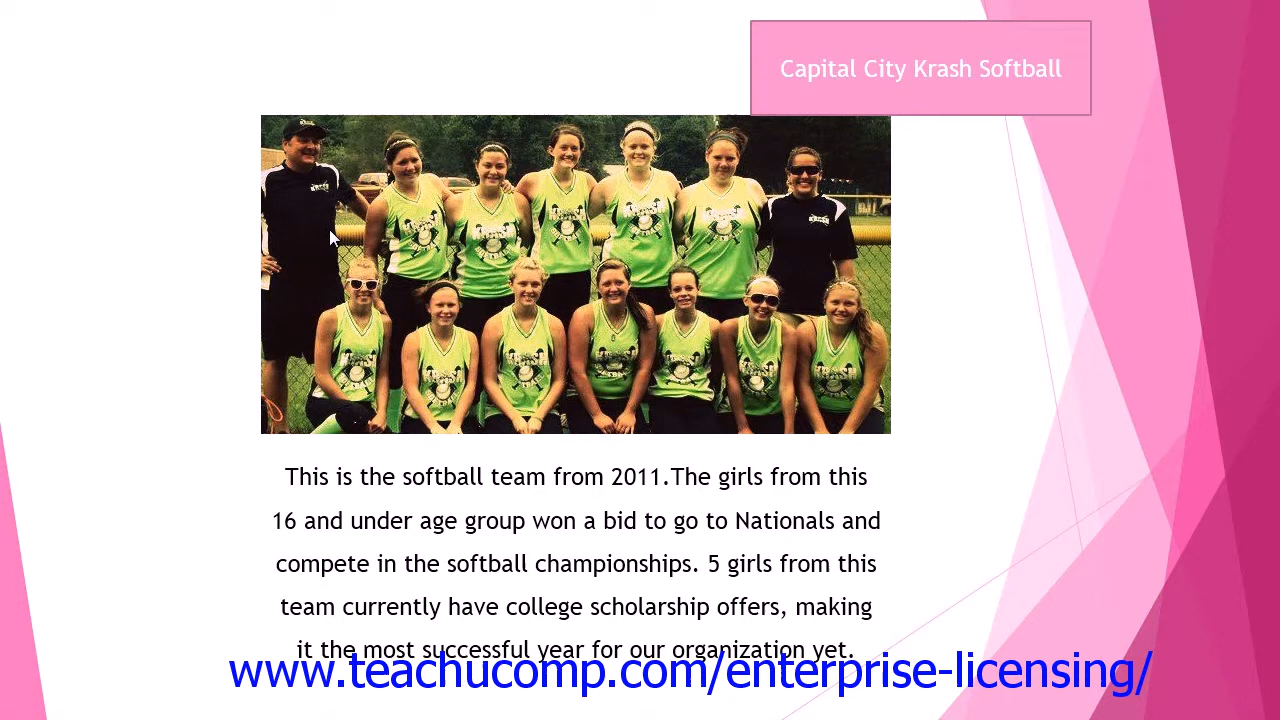 Capital City Krash Softball
This is the softball team from 2011.The girls from this
16 and under age group won a bid to go to Nationals and
compete in the softball championships. 5 girls from this
team currently have college scholarship offers, making
it the most successful year for our organization yet.
www.teachucomp.com/enterprise-licensing/